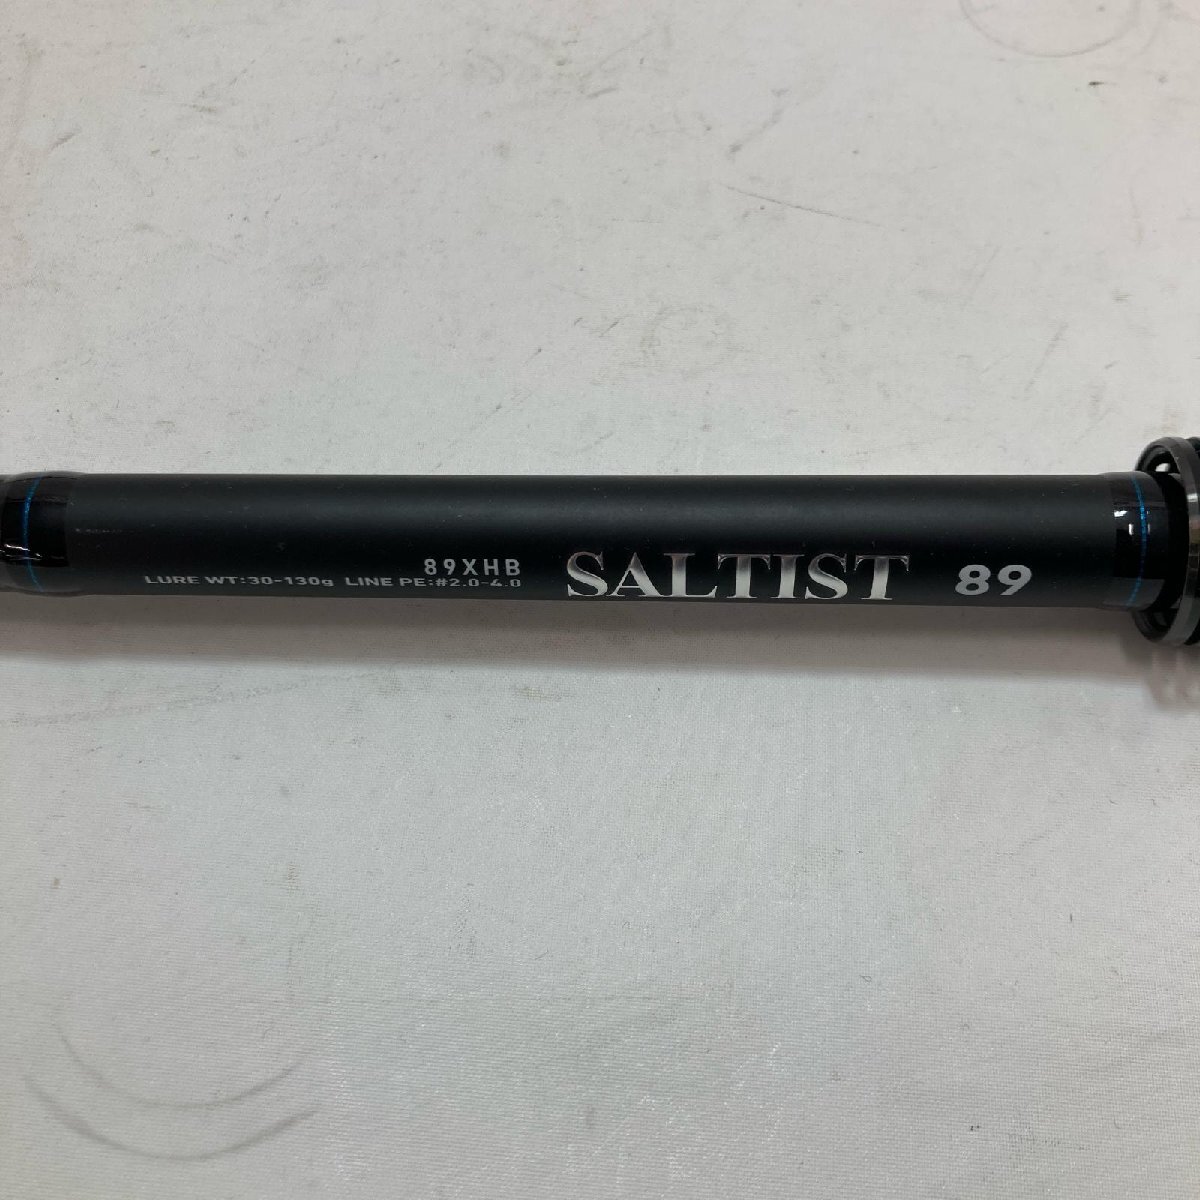 89XHB
LURE WT:30-130g LINE PE:#2.0-4.0
SALTIST 89